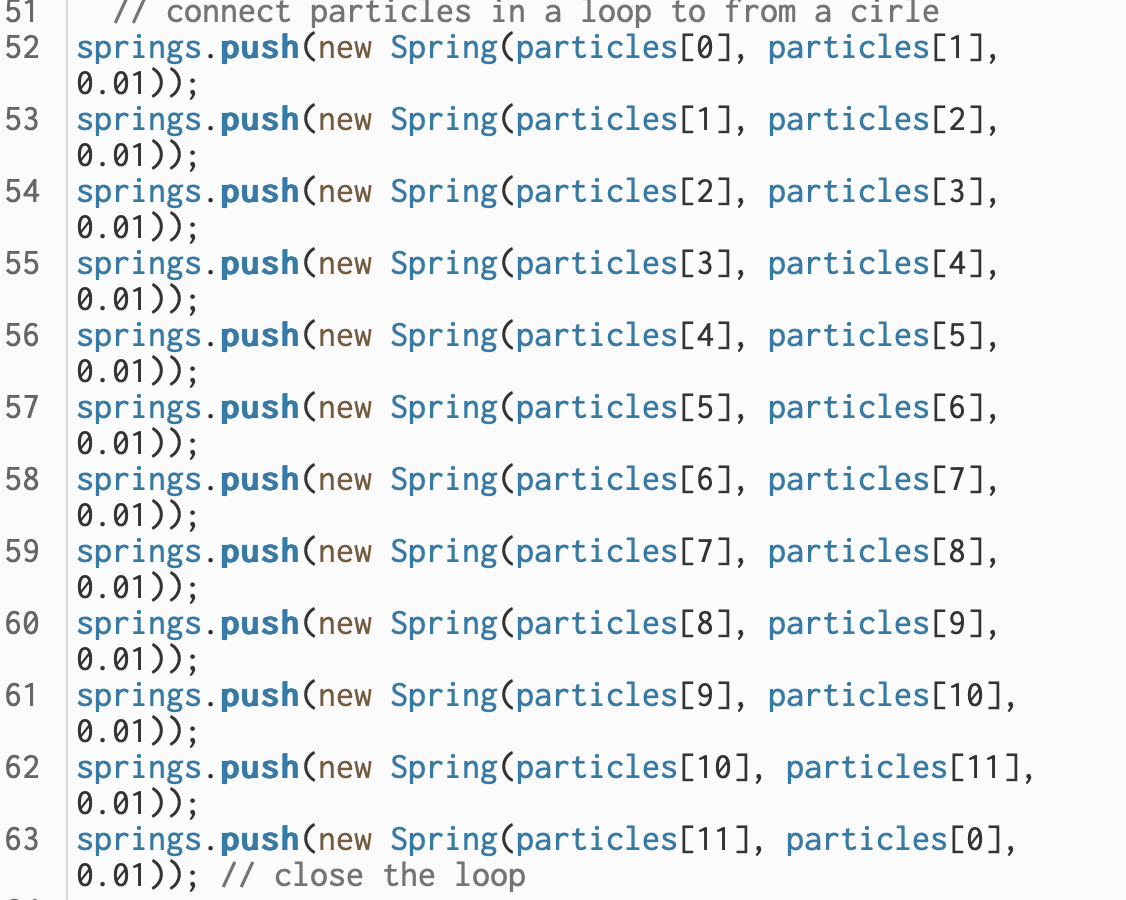 51 // connect particles in a loop to from a cirle
52 springs.push(new Spring(particles[0], particles[1],
0.01));
53 springs.push(new Spring(particles[1], particles[2],
0.01));
54 springs.push(new Spring(particles[2], particles[3],
0.01));
55 springs.push(new Spring(particles[3], particles[4],
0.01));
56 springs.push(new Spring(particles[4], particles[5],
0.01));
57 springs.push(new Spring(particles[5], particles[6],
0.01));
58 springs.push(new Spring(particles[6], particles[7],
0.01));
59 springs.push(new Spring(particles[7], particles[8],
0.01));
60 springs.push(new Spring(particles[8], particles[9],
0.01));
61 springs.push(new Spring(particles[9], particles[10],
0.01));
62 springs.push(new Spring(particles[10], particles[11],
0.01));
63 springs.push(new Spring(particles[11], particles[0],
0.01)); // close the loop